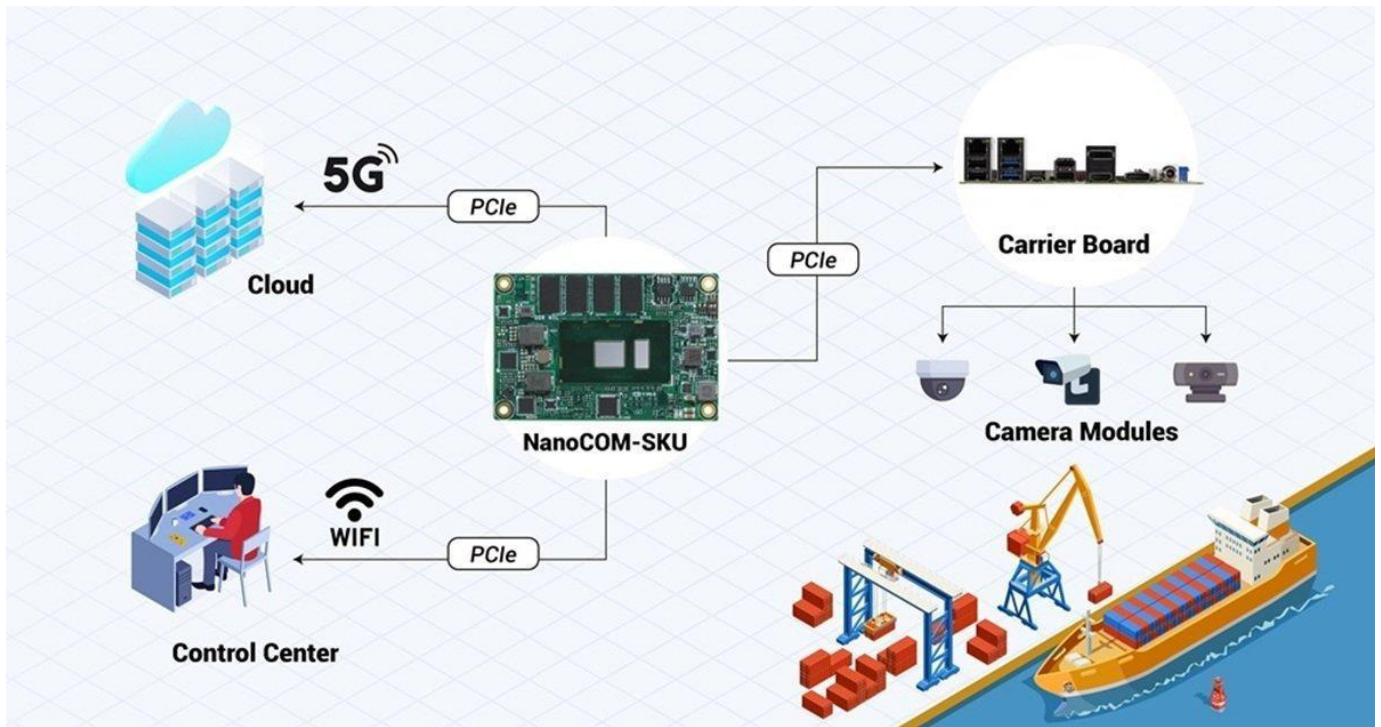 5G
PCIe
Cloud
PCIe
Carrier Board
NanoCOM-SKU
Camera Modules
WIFI
PCIe
Control Center